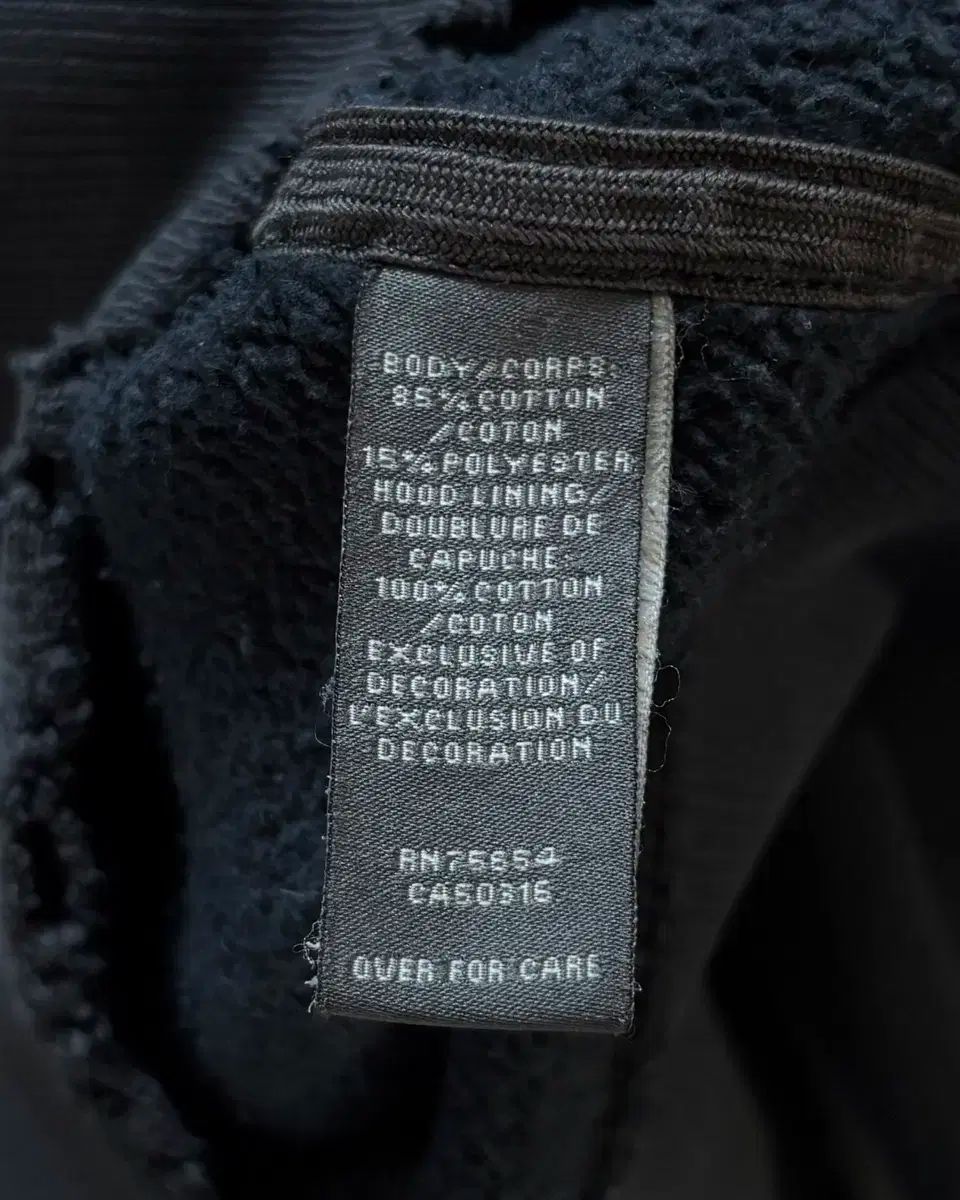 BODY/CORPS:
85% COTTON
/COTON
15% POLYESTER
HOOD LINING/
DOUBLURE DE
CAPUCHE
100% COTTON
/COTON
EXCLUSIVE OF
DECORATION/
L'EXCLUSION DU
DECORATION
RN75654
CA50316
OVER FOR CARE